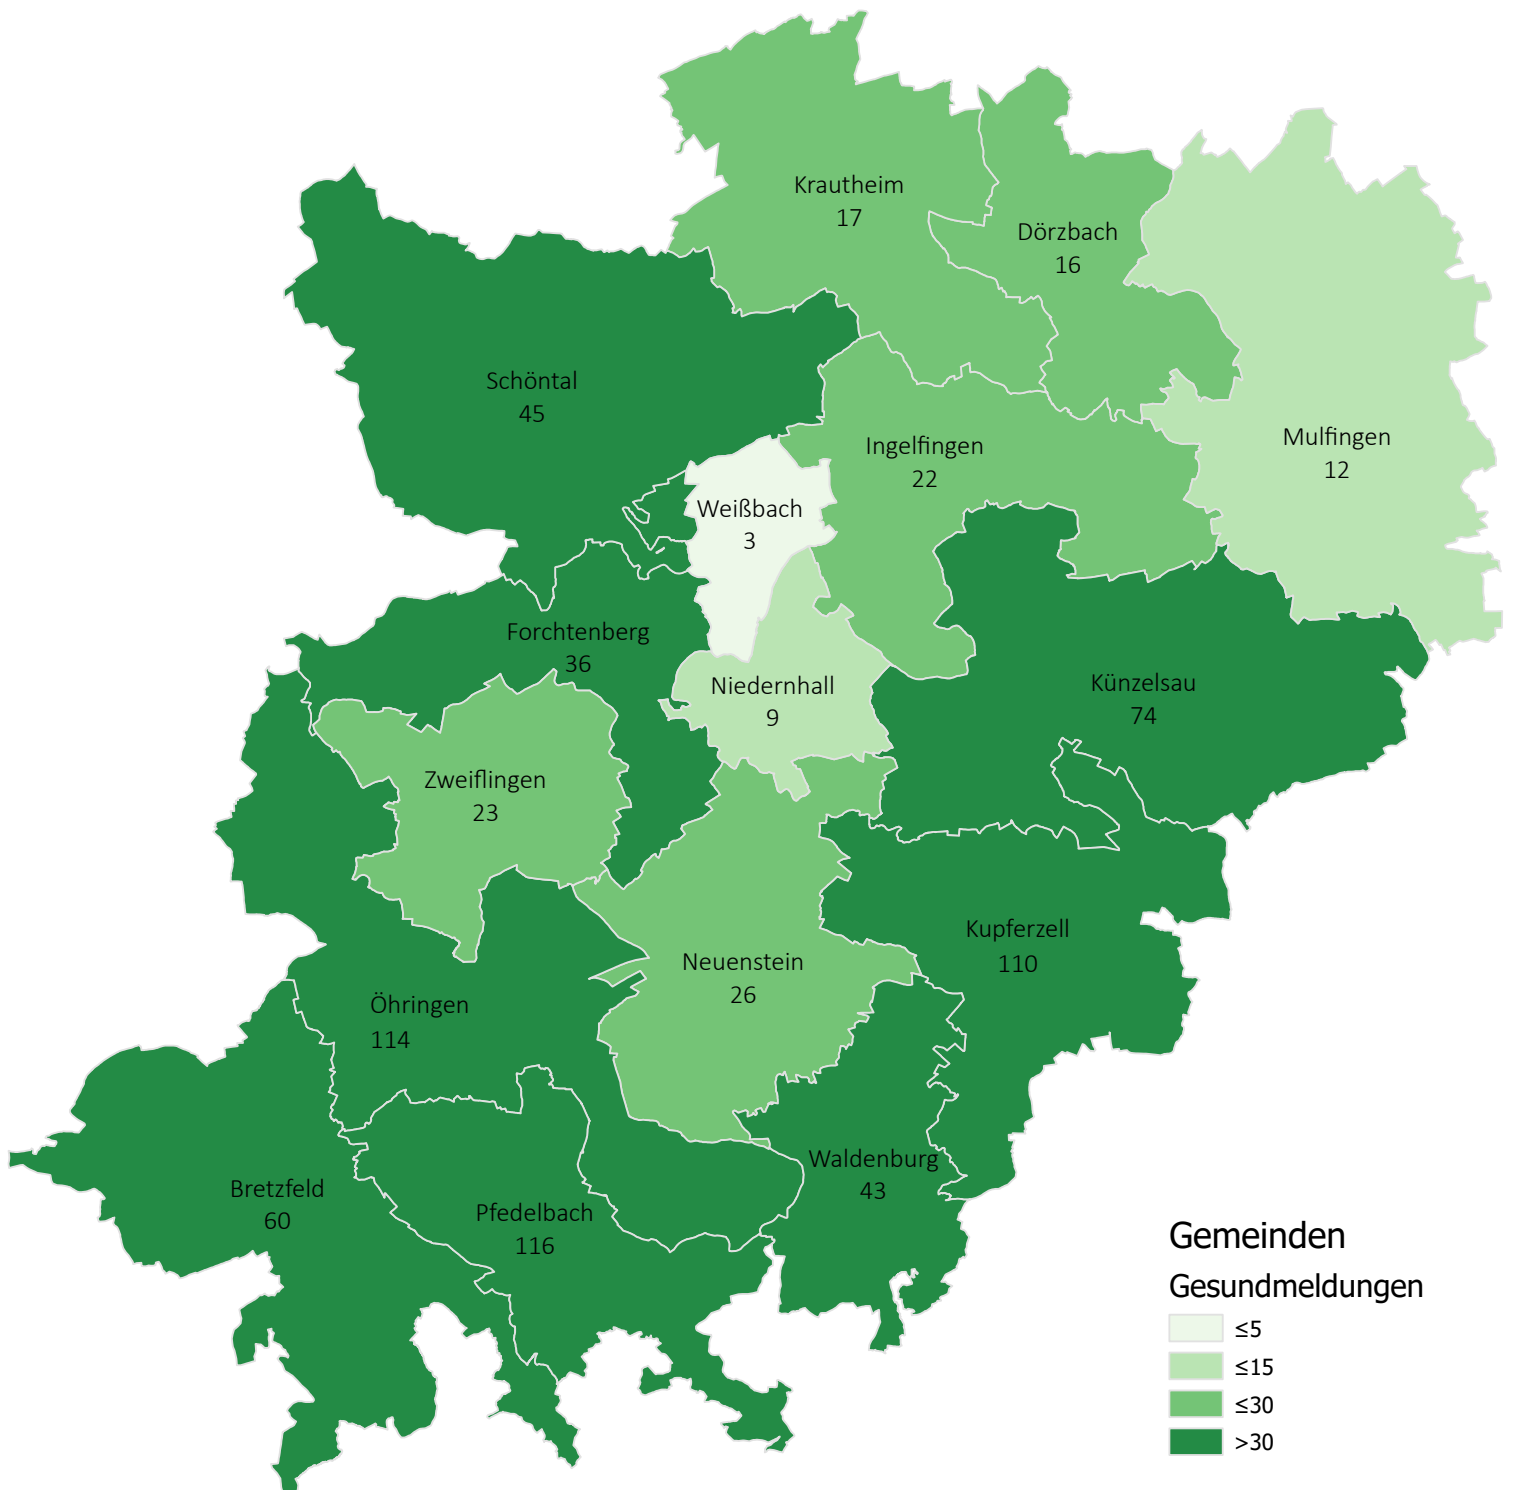 Krautheim
17
Dörzbach
16
Schöntal
45
Mulfingen
12
Ingelfingen
22
Weißbach
3
Forchtenberg
36
Niedernhall
9
Künzelsau
74
Zweiflingen
23
Kupferzell
110
Neuenstein
26
Öhringen
114
Waldenburg
43
Bretzfeld
60
Pfedelbach
116
Gemeinden
Gesundmeldungen
≤5
≤15
≤30
>30